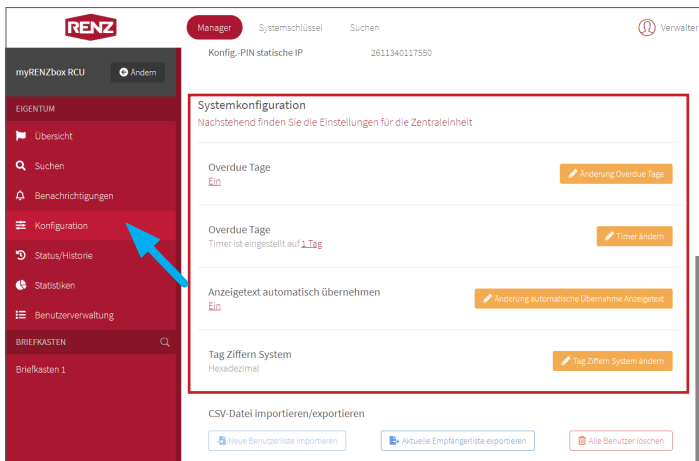 RENZ
Manager Systemschlüssel Suchen Verwalter
myRENZbox RCU Ändern
Konfig.-PIN statische IP 2611340117550
EIGENTUM
Übersicht
Suchen
Benachrichtigungen
Konfiguration
Status/Historie
Statistiken
Benutzerverwaltung
BRIEFKASTEN
Briefkasten 1
Systemkonfiguration
Nachstehend finden Sie die Einstellungen für die Zentraleinheit
Overdue Tage
Ein
Änderung Overdue Tage
Overdue Tage
Timer ist eingestellt auf 1 Tag
Timer ändern
Anzeigetext automatisch übernehmen
Ein
Änderung automatische Übernahme Anzeigetext
Tag Ziffern System
Hexadezimal
Tag Ziffern System ändern
CSV-Datei importieren/exportieren
Neue Benutzerliste importieren Aktuelle Empfängerliste exportieren Alle Benutzer löschen